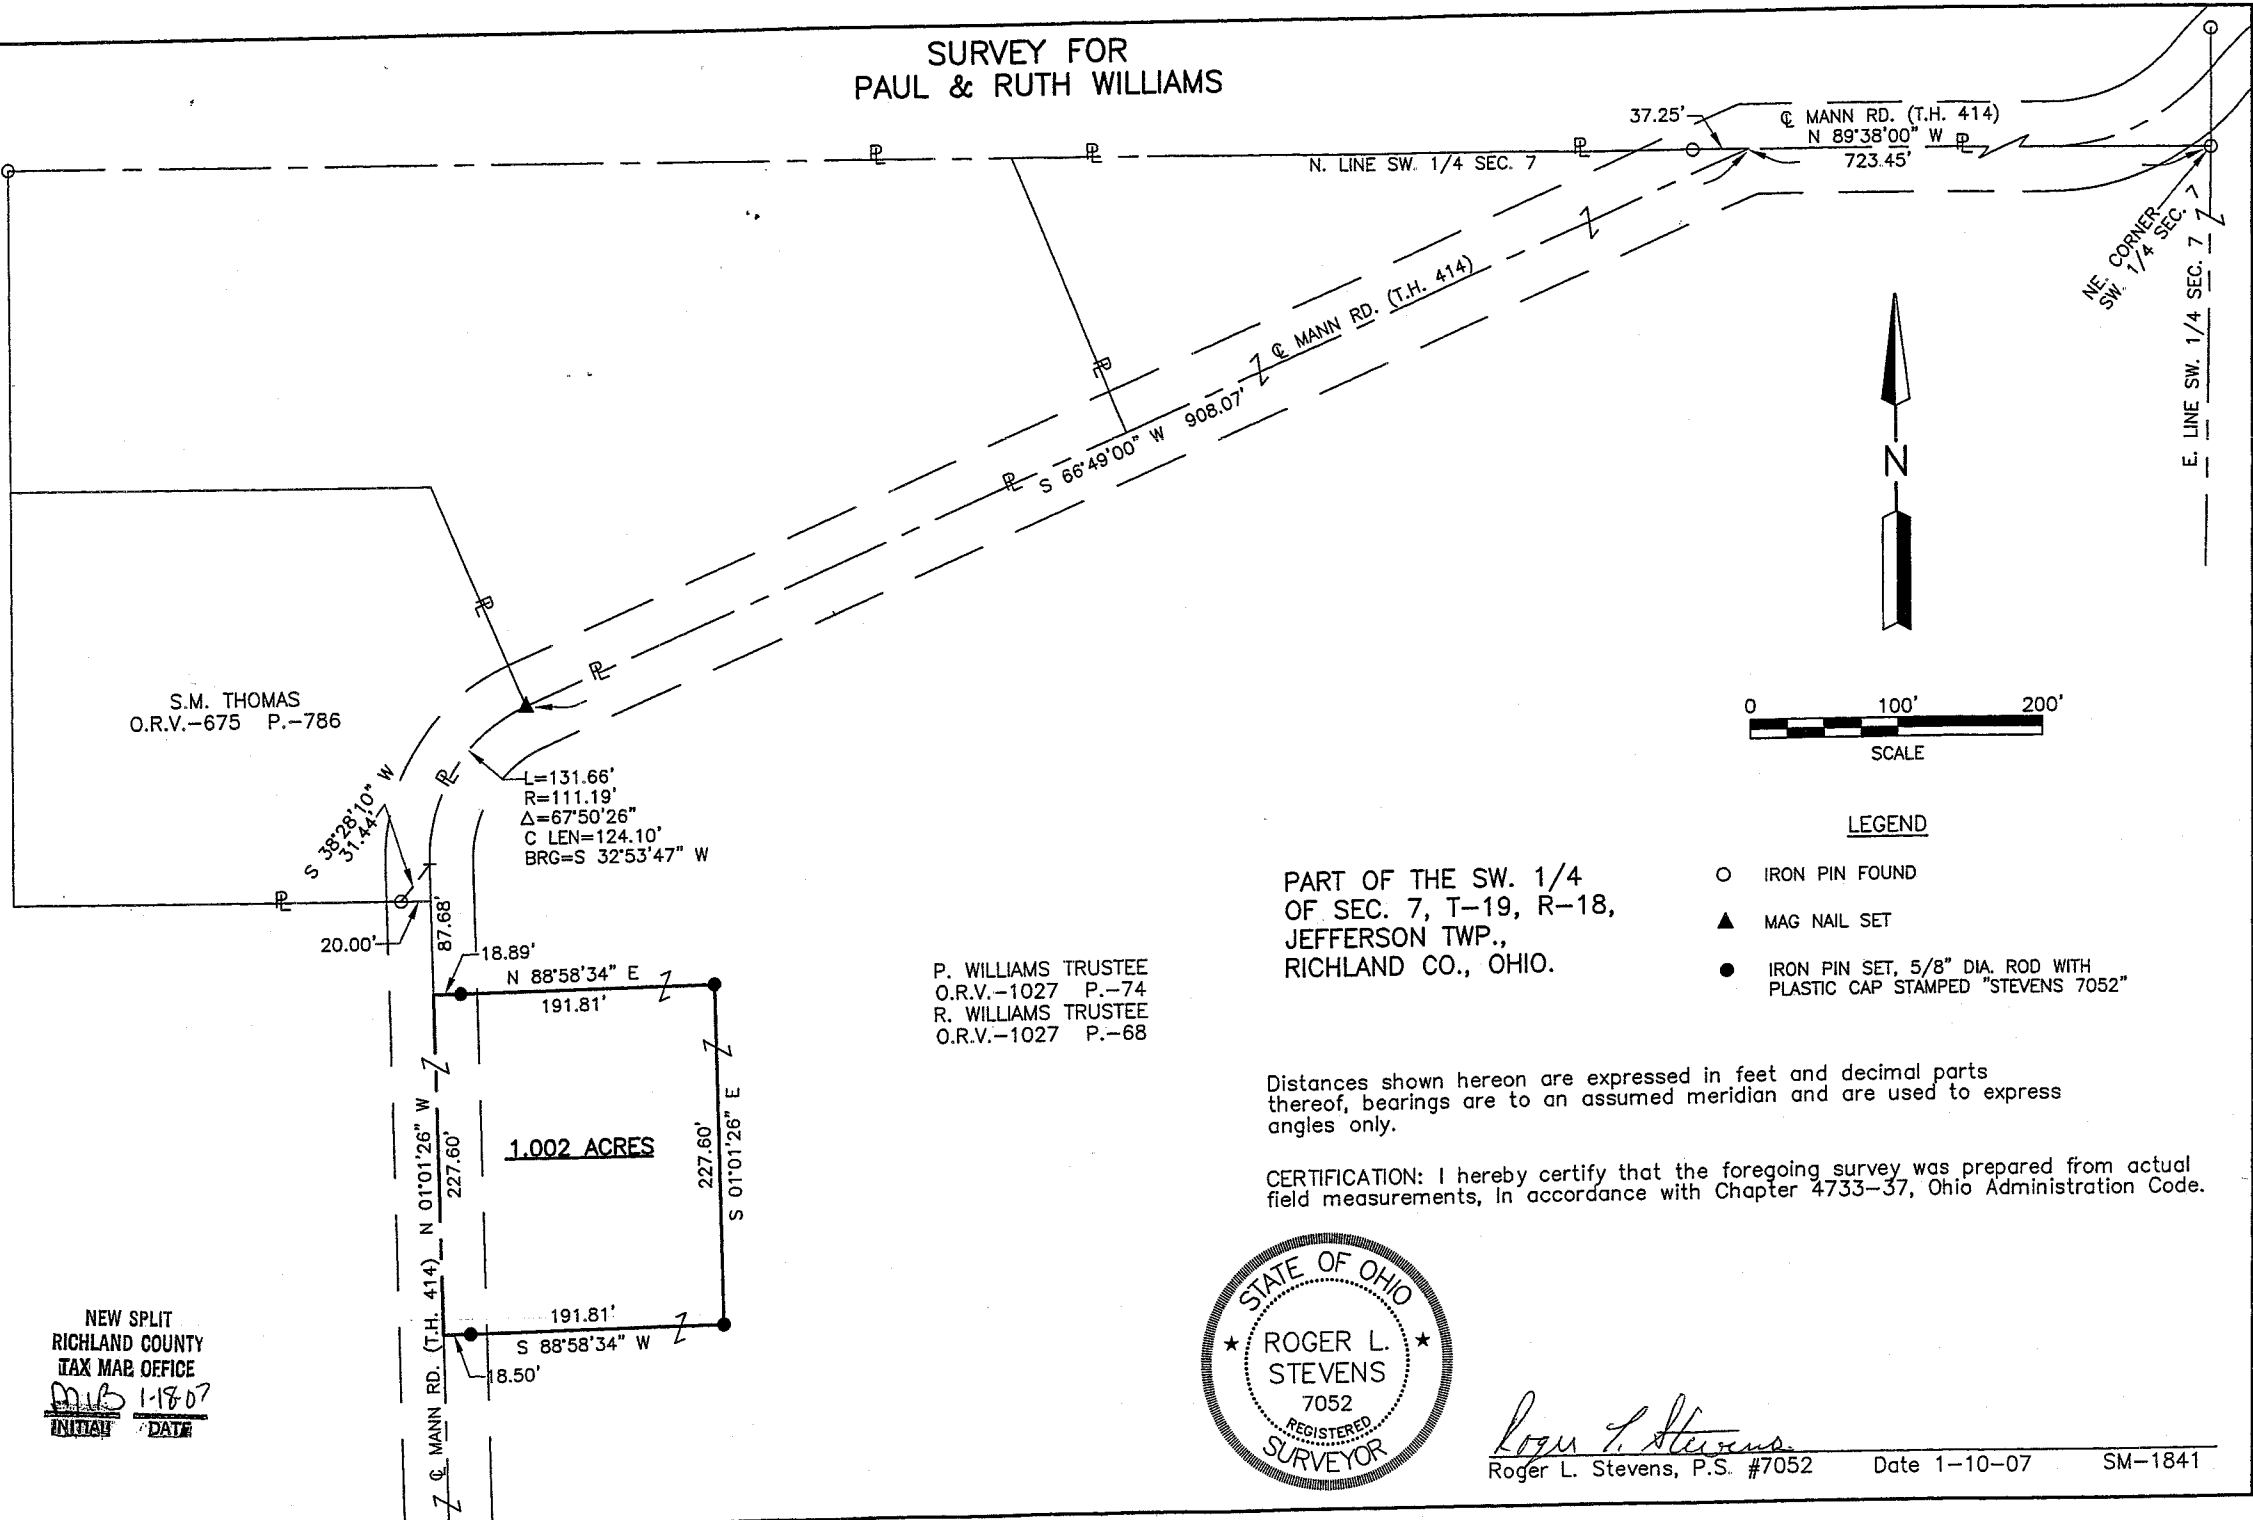 SURVEY FOR
PAUL & RUTH WILLIAMS
37.25'
℄ MANN RD. (T.H. 414)
N 89°38'00" W
723.45'
N. LINE SW. 1/4 SEC. 7
NE. CORNER
SW. 1/4 SEC. 7
E. LINE SW. 1/4 SEC. 7
℄ MANN RD. (T.H. 414)
S 66°49'00" W 908.07'
N
0 100' 200'
SCALE
S.M. THOMAS
O.R.V.-675 P.-786
L=131.66'
R=111.19'
Δ=67°50'26"
C LEN=124.10'
BRG=S 32°53'47" W
S 38°28'10" W
31.44'
20.00'
87.68'
18.89'
N 88°58'34" E
191.81'
N 01°01'26" W
227.60'
1.002 ACRES
227.60'
S 01°01'26" E
191.81'
S 88°58'34" W
18.50'
℄ MANN RD. (T.H. 414)
P. WILLIAMS TRUSTEE
O.R.V.-1027 P.-74
R. WILLIAMS TRUSTEE
O.R.V.-1027 P.-68
PART OF THE SW. 1/4
OF SEC. 7, T-19, R-18,
JEFFERSON TWP.,
RICHLAND CO., OHIO.
LEGEND
IRON PIN FOUND
MAG NAIL SET
IRON PIN SET, 5/8" DIA. ROD WITH
PLASTIC CAP STAMPED "STEVENS 7052"
Distances shown hereon are expressed in feet and decimal parts
thereof, bearings are to an assumed meridian and are used to express
angles only.
CERTIFICATION: I hereby certify that the foregoing survey was prepared from actual
field measurements, In accordance with Chapter 4733-37, Ohio Administration Code.
STATE OF OHIO
ROGER L.
STEVENS
7052
REGISTERED
SURVEYOR
Roger L. Stevens
Roger L. Stevens, P.S. #7052 Date 1-10-07 SM-1841
NEW SPLIT
RICHLAND COUNTY
TAX MAP OFFICE
1-18-07
INITIAL DATE